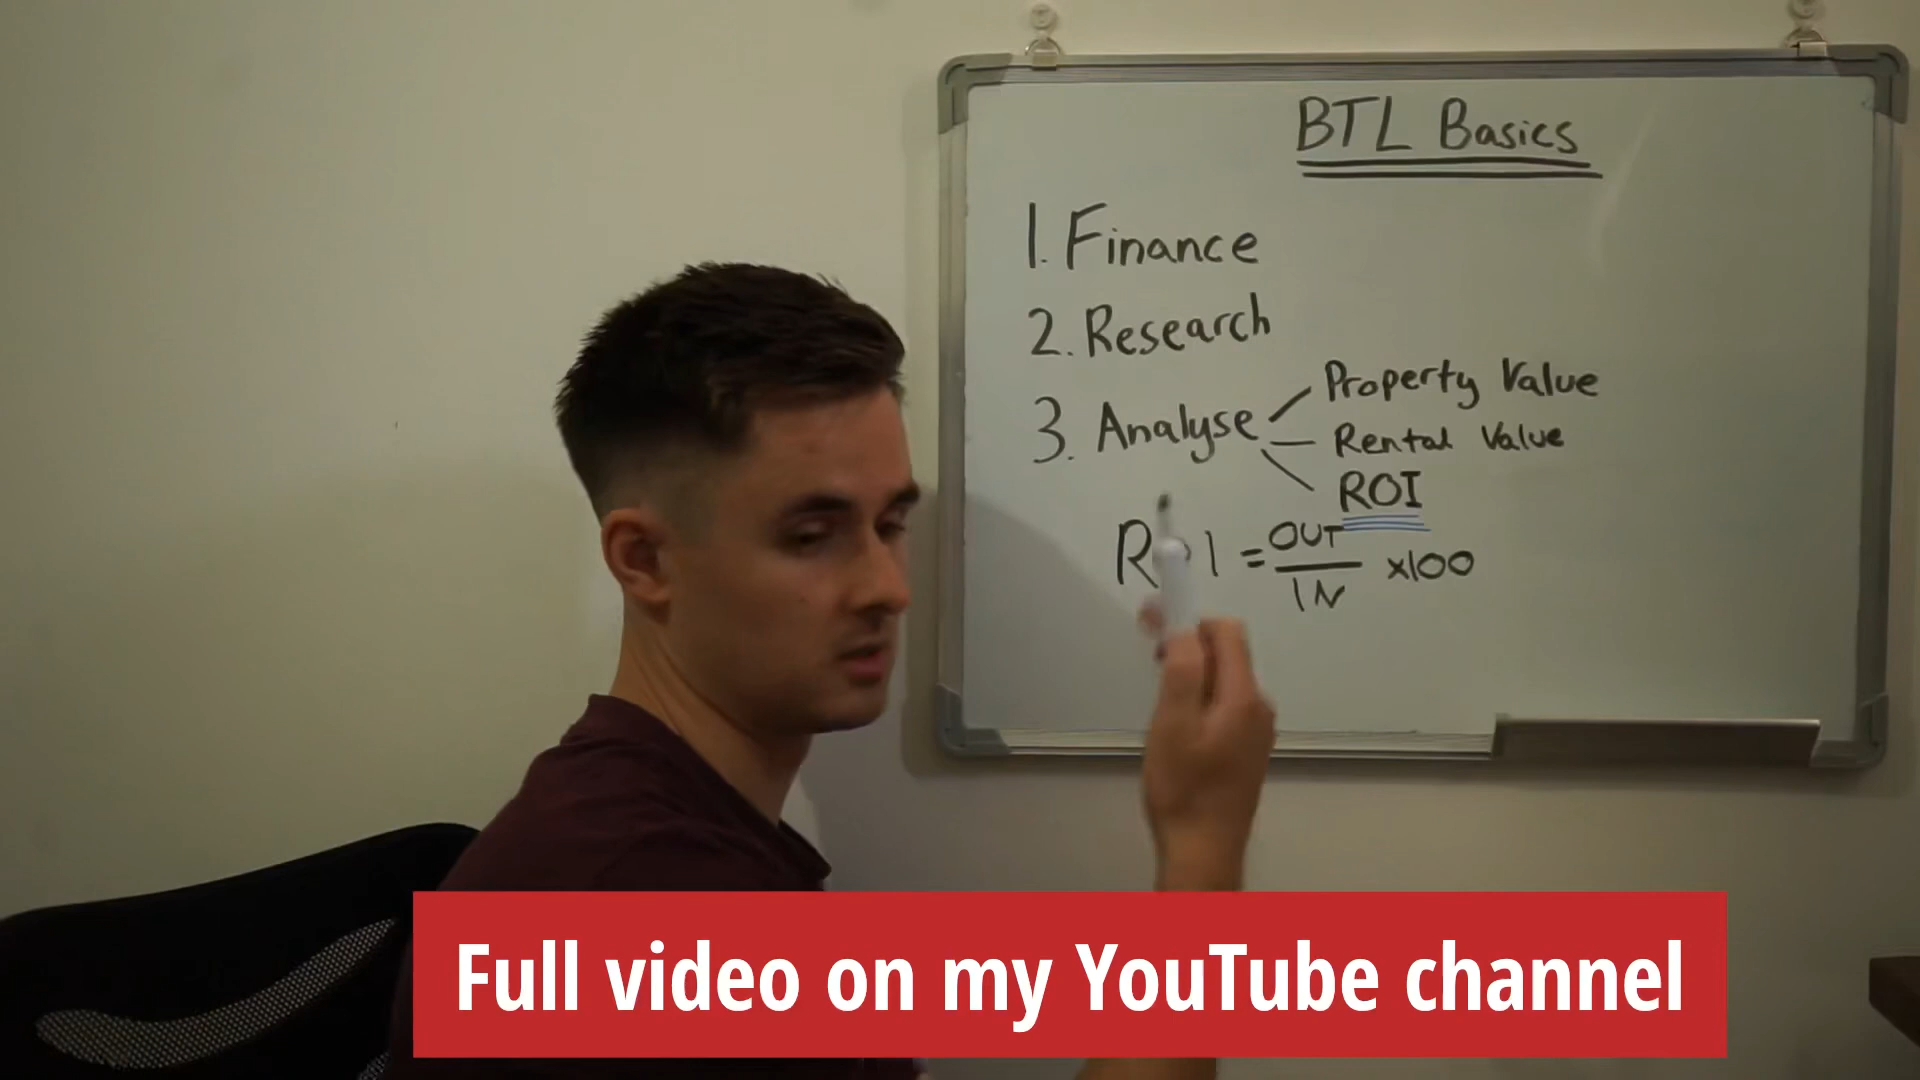 BTL Basics
1. Finance
2. Research
3. Analyse
Property Value
Rental Value
ROI
= OUT
IN
x100
Full video on my YouTube channel